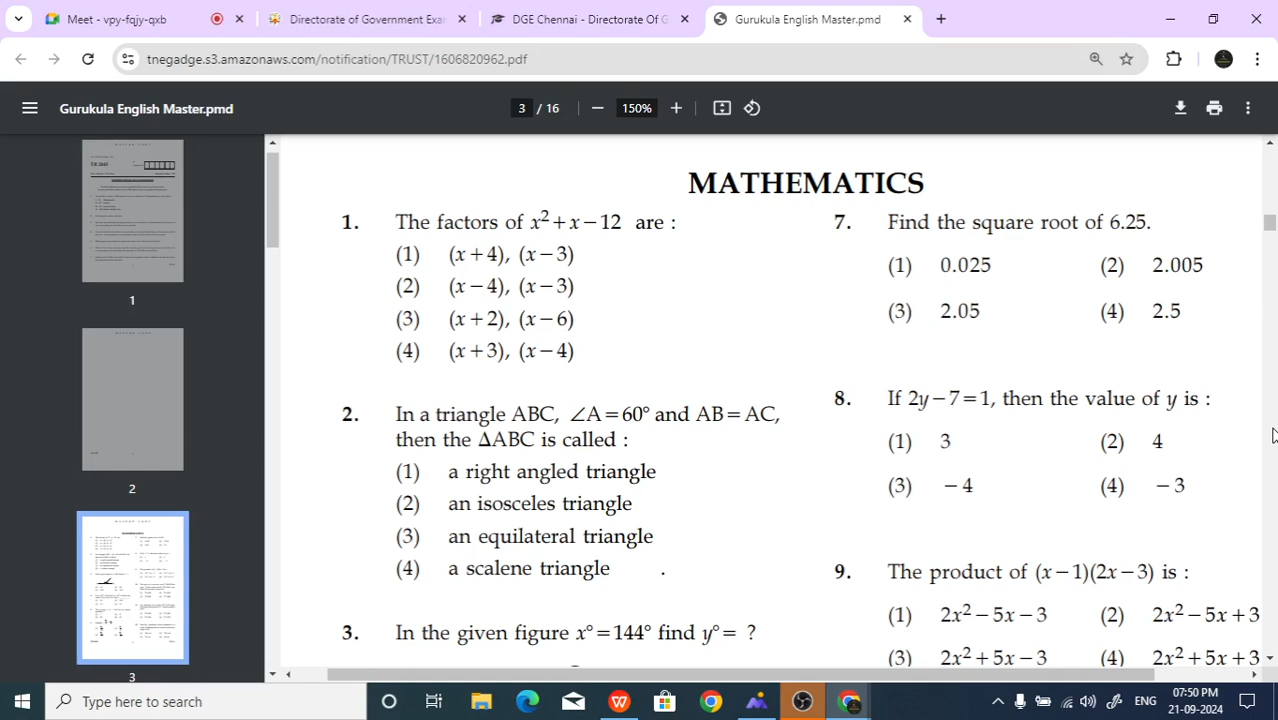 Meet - vpy-fqjy-qxb
Directorate of Government Exa
DGE Chennai - Directorate Of G
Gurukula English Master.pmd
tnegadge.s3.amazonaws.com/notification/TRUST/1606820962.pdf
Gurukula English Master.pmd
3 / 16
150%
1
2
3
MATHEMATICS
1. The factors of x²+x−12 are :
(1) (x+4), (x−3)
(2) (x−4), (x−3)
(3) (x+2), (x−6)
(4) (x+3), (x−4)
2. In a triangle ABC, ∠A=60° and AB=AC,
then the ΔABC is called :
(1) a right angled triangle
(2) an isosceles triangle
(3) an equilateral triangle
(4) a scalene triangle .
3. In the given figure x°=144° find y°= ?
7. Find the square root of 6.25.
(1) 0.025 (2) 2.005
(3) 2.05 (4) 2.5
8. If 2y−7=1, then the value of y is :
(1) 3 (2) 4
(3) −4 (4) −3
9. The product of (x−1)(2x−3) is :
(1) 2x²−5x−3 (2) 2x²−5x+3
(3) 2x²+5x−3 (4) 2x²+5x+3
Type here to search
ENG
07:50 PM
21-09-2024